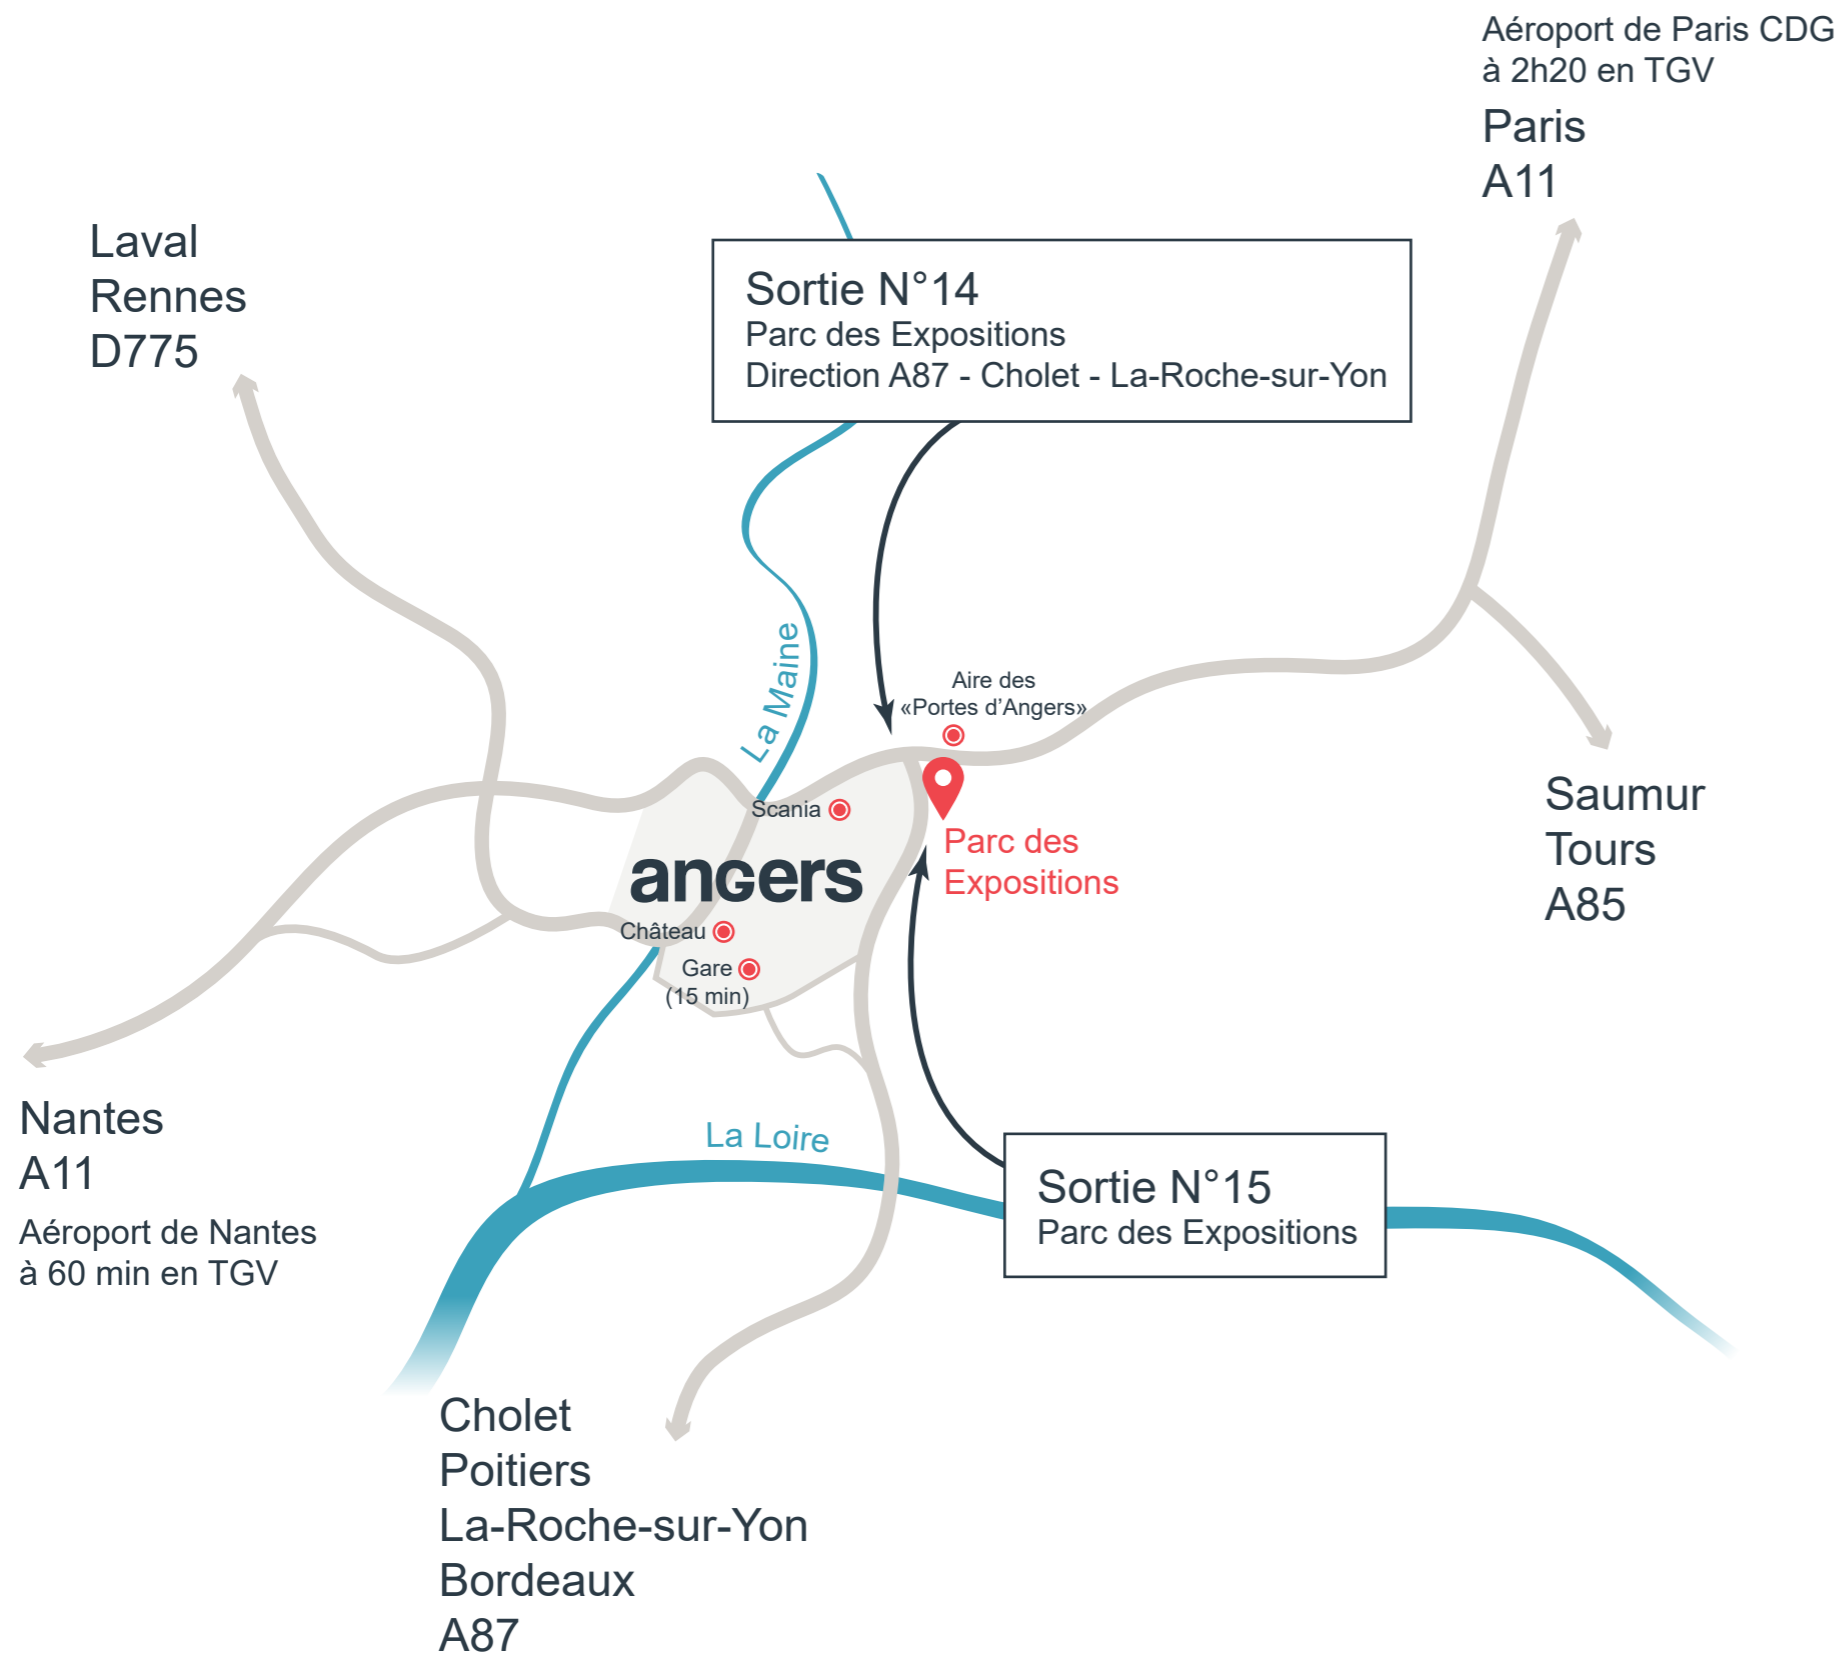 Aéroport de Paris CDG
à 2h20 en TGV
Paris
A11
Laval
Rennes
D775
Sortie N°14
Parc des Expositions
Direction A87 - Cholet - La-Roche-sur-Yon
La Maine
Aire des
«Portes d'Angers»
Scania
angers
Parc des
Expositions
Château
Gare
(15 min)
Saumur
Tours
A85
Nantes
A11
Aéroport de Nantes
à 60 min en TGV
La Loire
Sortie N°15
Parc des Expositions
Cholet
Poitiers
La-Roche-sur-Yon
Bordeaux
A87